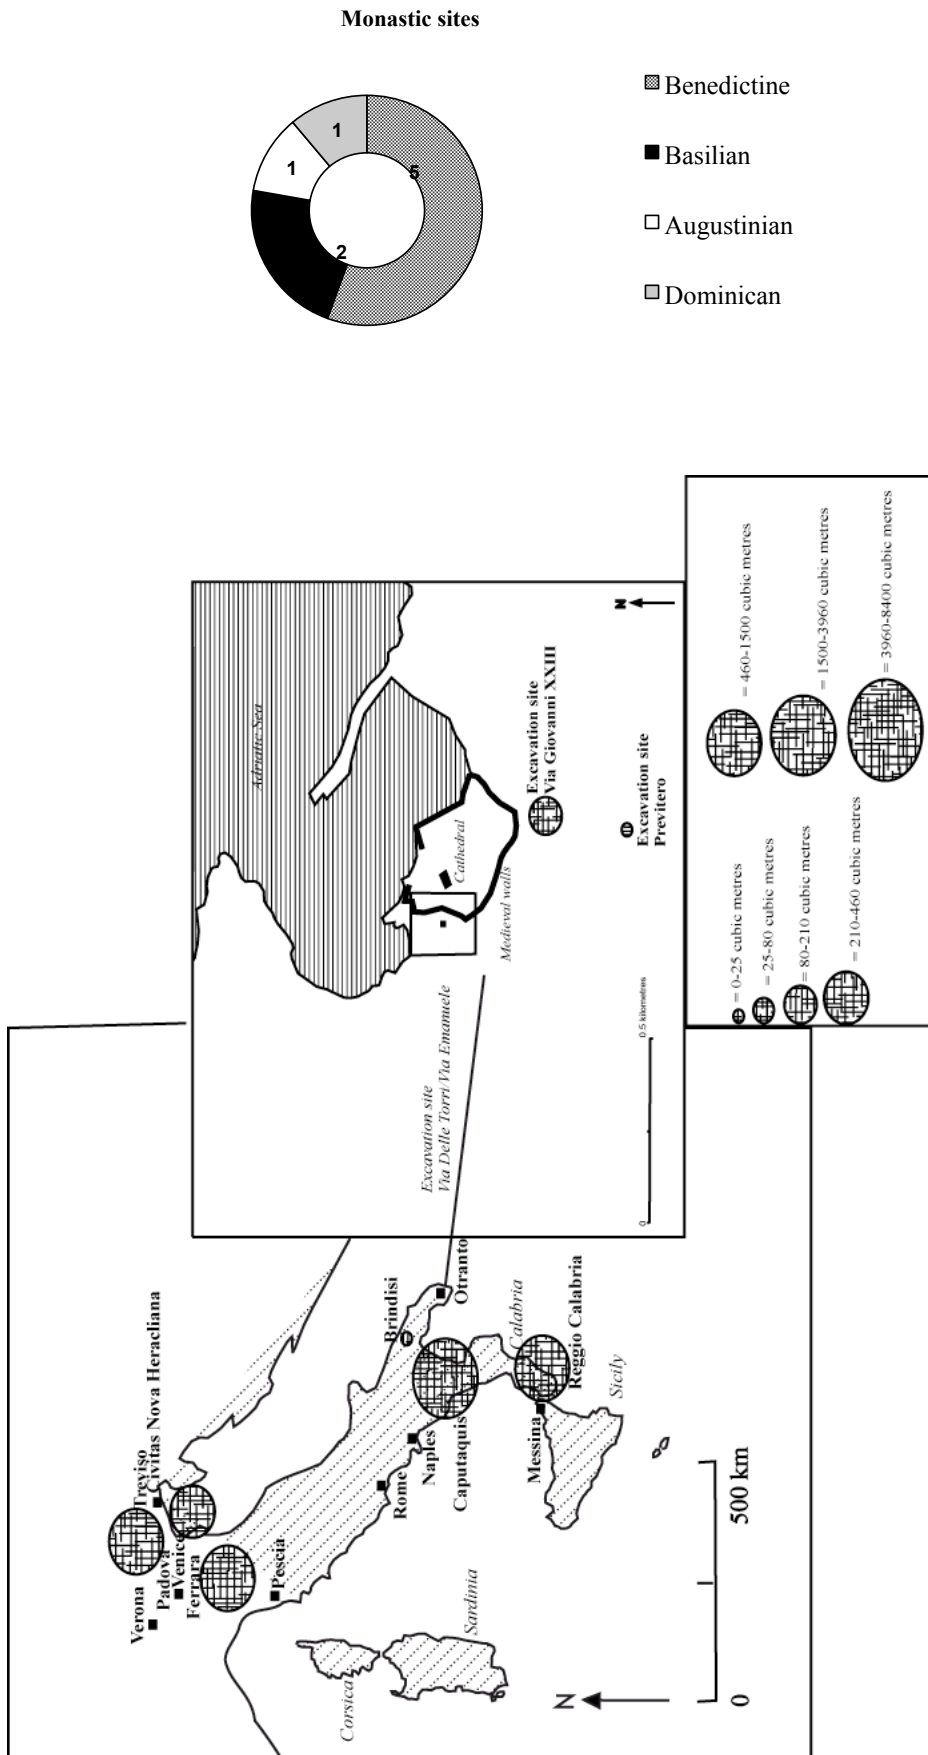 Monastic sites
5
2
1
1
Benedictine
Basilian
Augustinian
Dominican
Adriatic Sea
Cathedral
Medieval walls
Excavation site
Via Giovanni XXIII
Excavation site
Previtero
N
Excavation site
Via Delle Torri/Via Emanuele
0
0.5 kilometres
= 0-25 cubic metres
= 25-80 cubic metres
= 80-210 cubic metres
= 210-460 cubic metres
= 460-1500 cubic metres
= 1500-3960 cubic metres
= 3960-8400 cubic metres
Verona
Padova
Treviso
Civitas Nova Heracliana
Venice
Ferrara
Pescia
Rome
Naples
Caputaquis
Brindisi
Otranto
Calabria
Reggio Calabria
Messina
Sicily
Corsica
Sardinia
N
0
500 km